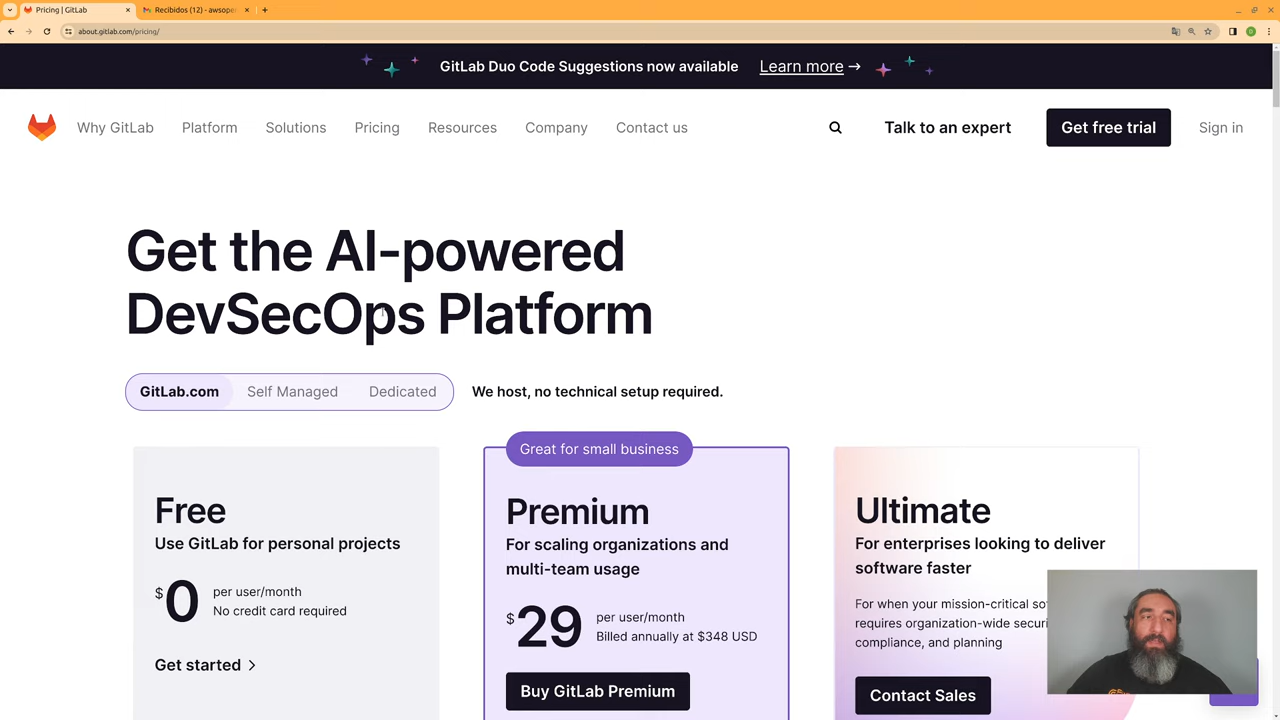 Pricing | GitLab
Recibidos (12) - awsope
about.gitlab.com/pricing/
GitLab Duo Code Suggestions now available Learn more →
Why GitLab Platform Solutions Pricing Resources Company Contact us Talk to an expert Get free trial Sign in
Get the AI-powered
DevSecOps Platform
GitLab.com Self Managed Dedicated We host, no technical setup required.
Great for small business
Free
Use GitLab for personal projects
$0 per user/month
No credit card required
Get started
Premium
For scaling organizations and
multi-team usage
$29 per user/month
Billed annually at $348 USD
Buy GitLab Premium
Ultimate
For enterprises looking to deliver
software faster
For when your mission-critical so
requires organization-wide securi
compliance, and planning
Contact Sales